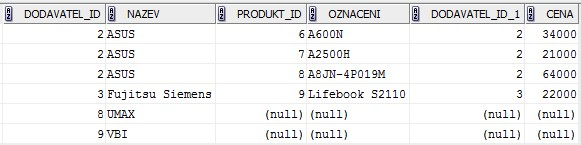 DODAVATEL_ID NAZEV PRODUKT_ID OZNACENI DODAVATEL_ID_1 CENA
2 ASUS 6 A600N 2 34000
2 ASUS 7 A2500H 2 21000
2 ASUS 8 A8JN-4P019M 2 64000
3 Fujitsu Siemens 9 Lifebook S2110 3 22000
8 UMAX (null) (null) (null) (null)
9 VBI (null) (null) (null) (null)